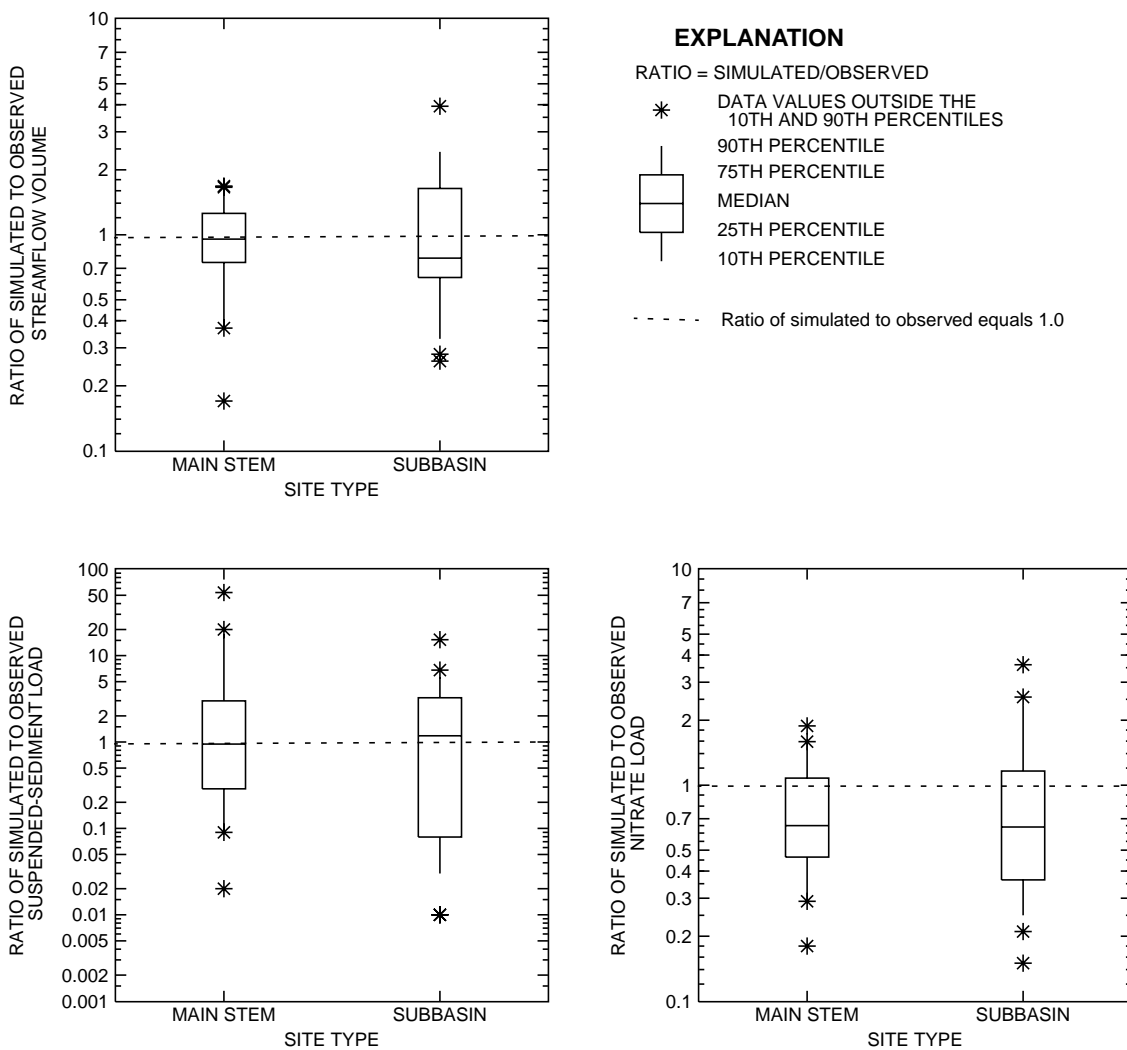 RATIO OF SIMULATED TO OBSERVED
STREAMFLOW VOLUME
10
7
5
4
3
2
1
0.7
0.5
0.4
0.3
0.2
0.1
MAIN STEM
SUBBASIN
SITE TYPE
EXPLANATION
RATIO = SIMULATED/OBSERVED
DATA VALUES OUTSIDE THE
10TH AND 90TH PERCENTILES
90TH PERCENTILE
75TH PERCENTILE
MEDIAN
25TH PERCENTILE
10TH PERCENTILE
Ratio of simulated to observed equals 1.0
RATIO OF SIMULATED TO OBSERVED
SUSPENDED-SEDIMENT LOAD
100
50
20
10
5
2
1
0.5
0.2
0.1
0.05
0.02
0.01
0.005
0.002
0.001
MAIN STEM
SUBBASIN
SITE TYPE
RATIO OF SIMULATED TO OBSERVED
NITRATE LOAD
10
7
5
4
3
2
1
0.7
0.5
0.4
0.3
0.2
0.1
MAIN STEM
SUBBASIN
SITE TYPE